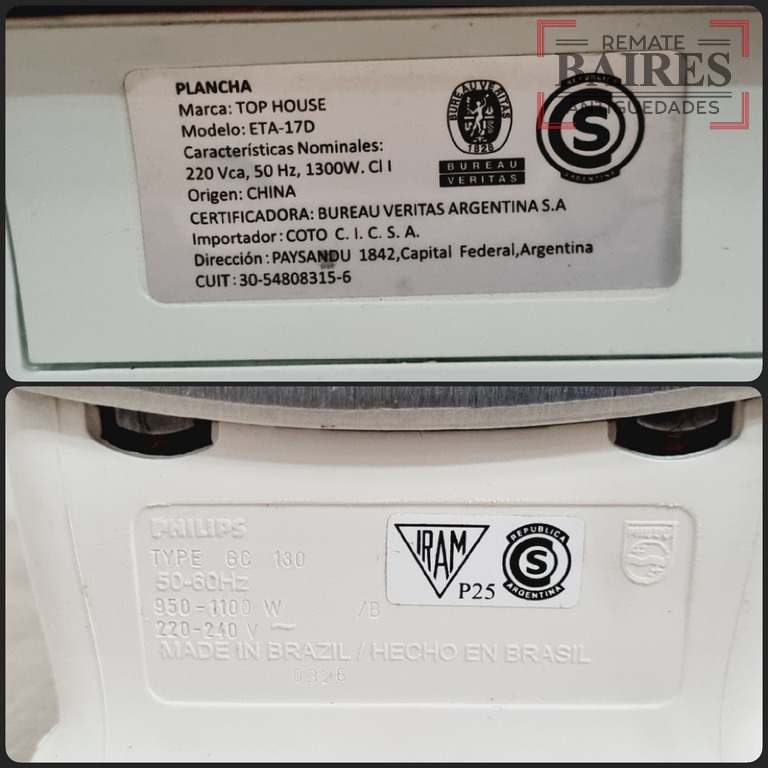 REMATE
BAIRES
ANTIGÜEDADES
PLANCHA
Marca: TOP HOUSE
Modelo: ETA-17D
Características Nominales:
220 Vca, 50 Hz, 1300W. Cl I
Origen: CHINA
CERTIFICADORA: BUREAU VERITAS ARGENTINA S.A
Importador: COTO C. I. C. S. A.
Dirección: PAYSANDU 1842,Capital Federal,Argentina
CUIT: 30-54808315-6
BUREAU VERITAS
1828
BUREAU
VERITAS
REPUBLICA
S
ARGENTINA
PHILIPS
TYPE GC 130
50-60Hz
950-1100 W /B
220-240 V ~
MADE IN BRAZIL / HECHO EN BRASIL
0326
IRAM
P25
REPUBLICA
S
ARGENTINA
PHILIPS